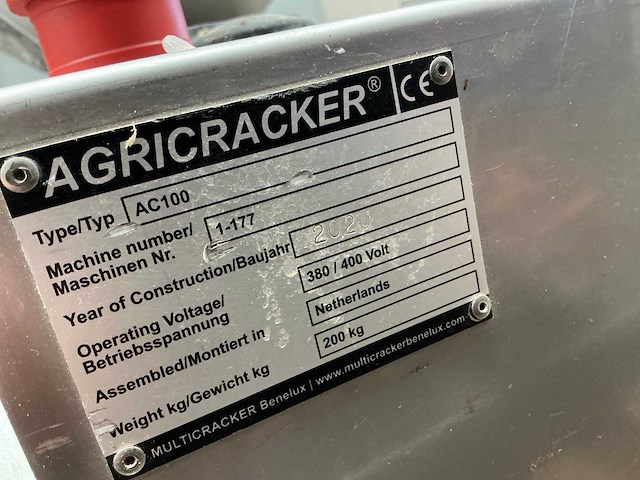 AGRICRACKER® CE
Type/Typ AC100
Machine number/
Maschinen Nr. 1-177
Year of Construction/Baujahr 2020
Operating Voltage/
Betriebsspannung 380 / 400 Volt
Assembled/Montiert in Netherlands
Weight kg/Gewicht kg 200 kg
MULTICRACKER Benelux | www.multicrackerbenelux.com